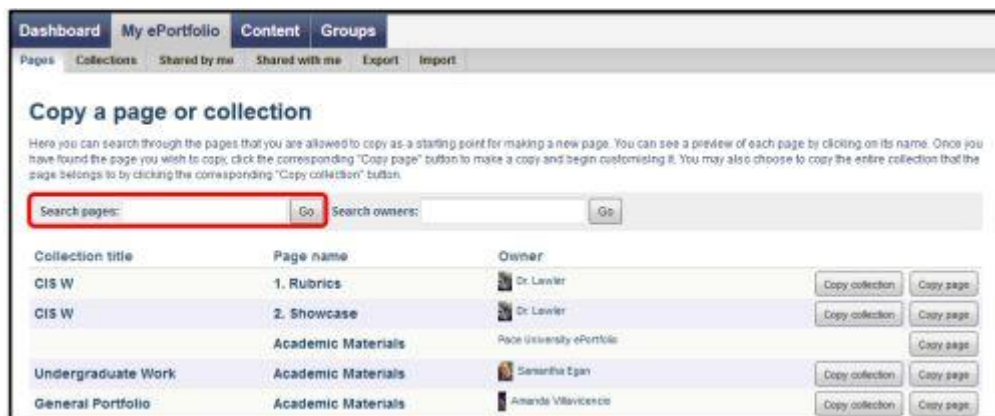 Dashboard My ePortfolio Content Groups
Pages Collections Shared by me Shared with me Export Import
Copy a page or collection
Here you can search through the pages that you are allowed to copy as a starting point for making a new page. You can see a preview of each page by clicking on its name. Once you
have found the page you wish to copy, click the corresponding "Copy page" button to make a copy and begin customising it. You may also choose to copy the entire collection that the
page belongs to by clicking the corresponding "Copy collection" button.
Search pages: Go Search owners: Go
Collection title Page name Owner
CIS W 1. Rubrics Dr. Lawler Copy collection Copy page
CIS W 2. Showcase Dr. Lawler Copy collection Copy page
Academic Materials Pace University ePortfolio Copy page
Undergraduate Work Academic Materials Samantha Egan Copy collection Copy page
General Portfolio Academic Materials Amanda Villavicencio Copy collection Copy page